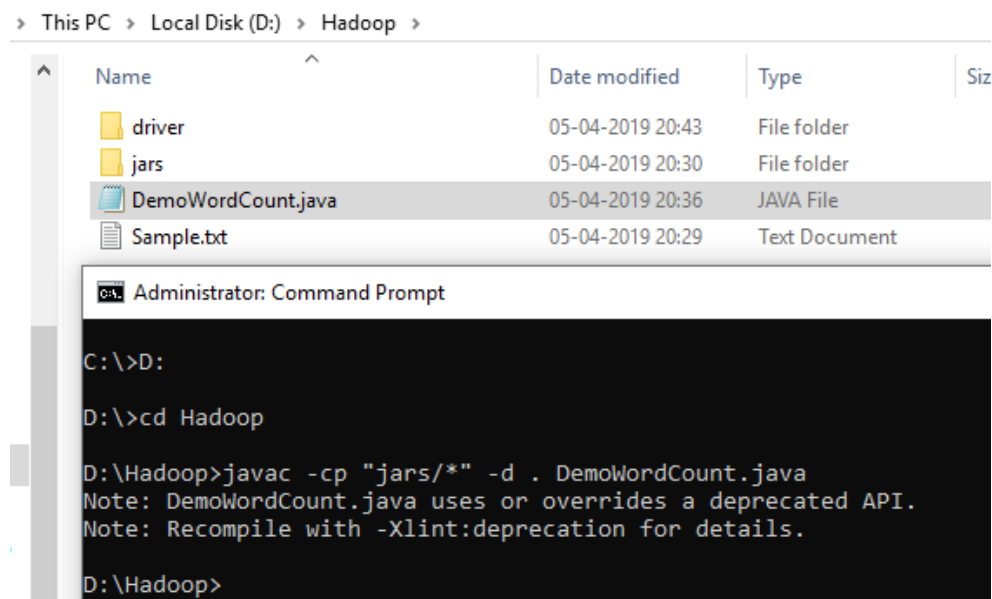 > This PC > Local Disk (D:) > Hadoop >
Name Date modified Type Siz
driver 05-04-2019 20:43 File folder
jars 05-04-2019 20:30 File folder
DemoWordCount.java 05-04-2019 20:36 JAVA File
Sample.txt 05-04-2019 20:29 Text Document
C:\. Administrator: Command Prompt
C:\>D:
D:\>cd Hadoop
D:\Hadoop>javac -cp "jars/*" -d . DemoWordCount.java
Note: DemoWordCount.java uses or overrides a deprecated API.
Note: Recompile with -Xlint:deprecation for details.
D:\Hadoop>